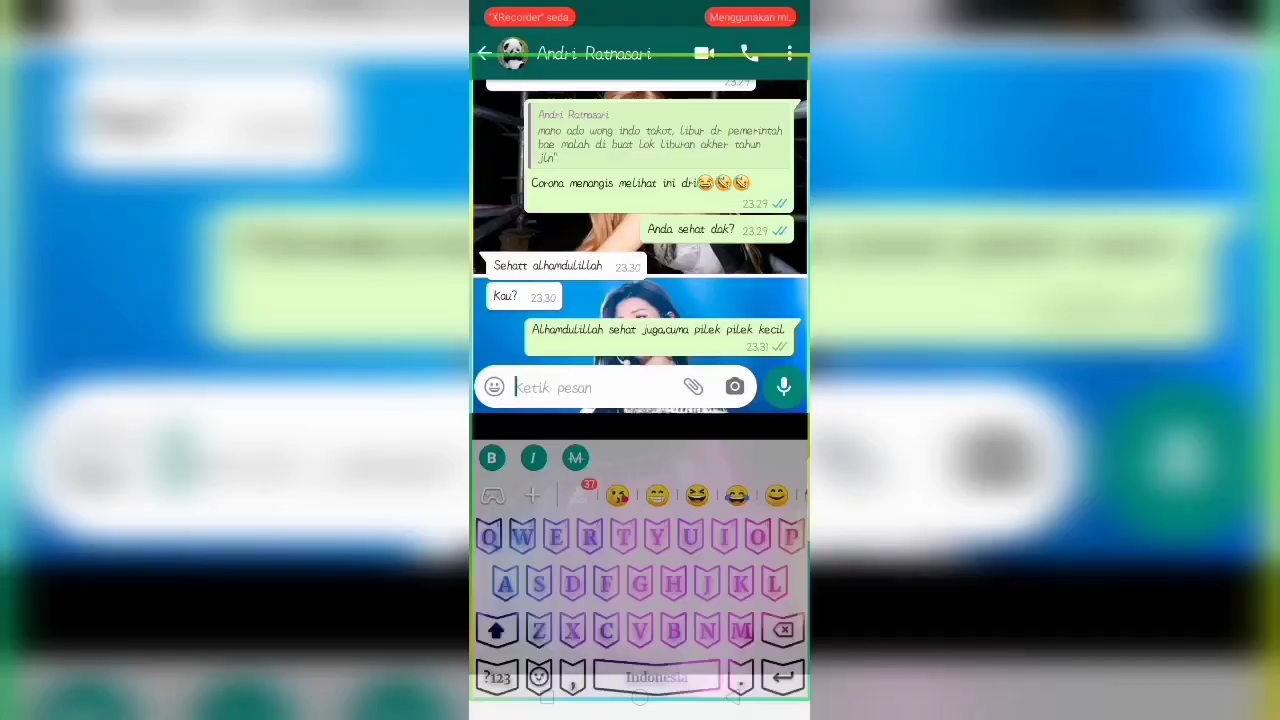 "XRecorder" seda...
Menggunakan mi...
Andri Ratnasari
23.29
Andri Ratnasari
mano ado wong indo takot, libur dr pemerintah
bae malah di buat lok liburan akher tahun
jln"
Corona menangis melihat ini dri😂🤣🤣
23.29
Anda sehat dak? 23.29
Sehatt alhamdulillah 23.30
Kau? 23.30
Alhamdulillah sehat juga,cuma pilek pilek kecil
23.31
Ketik pesan
B I M
37
Q W E R T Y U I O P
A S D F G H J K L
Z X C V B N M
?123 , Indonesia .